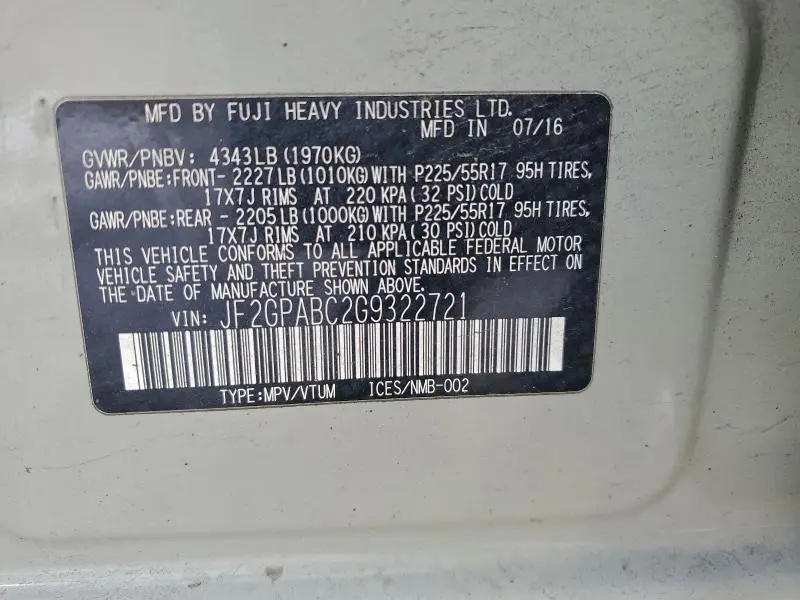 MFD BY FUJI HEAVY INDUSTRIES LTD.
MFD IN 07/16
GVWR/PNBV: 4343LB (1970KG)
GAWR/PNBE:FRONT- 2227LB (1010KG) WITH P225/55R17 95H TIRES,
17X7J RIMS AT 220 KPA (32 PSI) COLD
GAWR/PNBE:REAR - 2205LB (1000KG) WITH P225/55R17 95H TIRES,
17X7J RIMS AT 210 KPA (30 PSI) COLD
THIS VEHICLE CONFORMS TO ALL APPLICABLE FEDERAL MOTOR
VEHICLE SAFETY AND THEFT PREVENTION STANDARDS IN EFFECT ON
THE DATE OF MANUFACTURE SHOWN ABOVE.
VIN: JF2GPABC2G9322721
TYPE:MPV/VTUM ICES/NMB-002